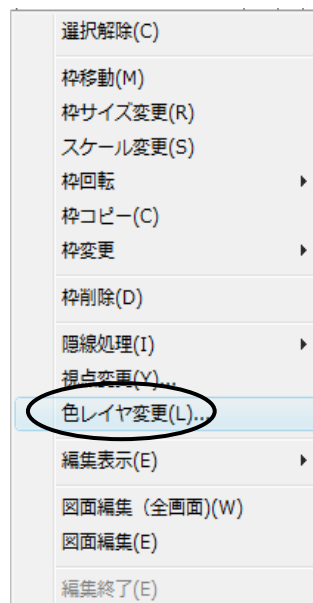 選択解除(C)
枠移動(M)
枠サイズ変更(R)
スケール変更(S)
枠回転
枠コピー(C)
枠変更
枠削除(D)
隠線処理(I)
視点変更(Y)...
色レイヤ変更(L)...
編集表示(E)
図面編集（全画面)(W)
図面編集(E)
編集終了(E)